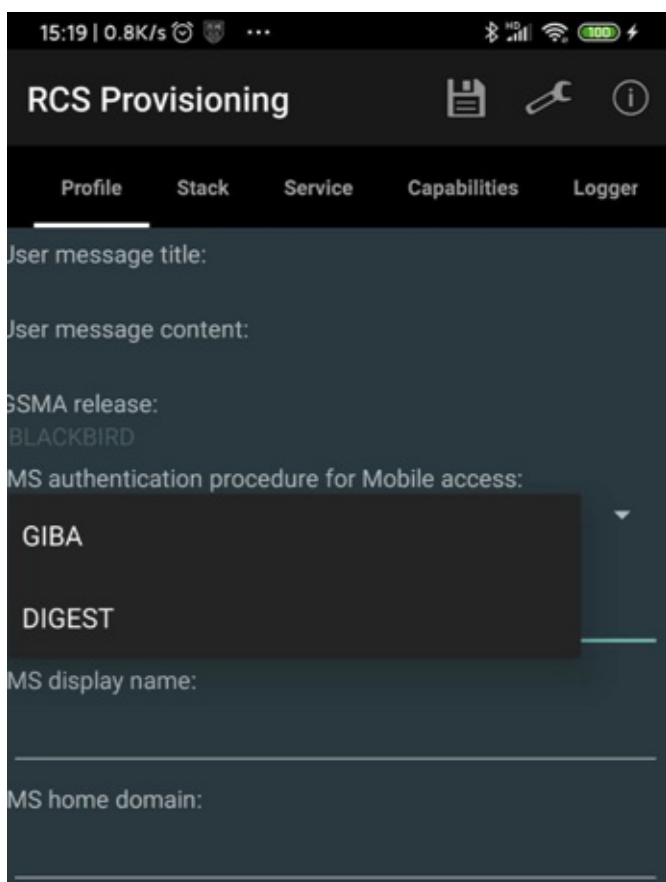 15:19 | 0.8K/s ...
HD 100
RCS Provisioning
Profile Stack Service Capabilities Logger
User message title:
User message content:
GSMA release:
BLACKBIRD
MS authentication procedure for Mobile access:
GIBA
DIGEST
MS display name:
MS home domain: